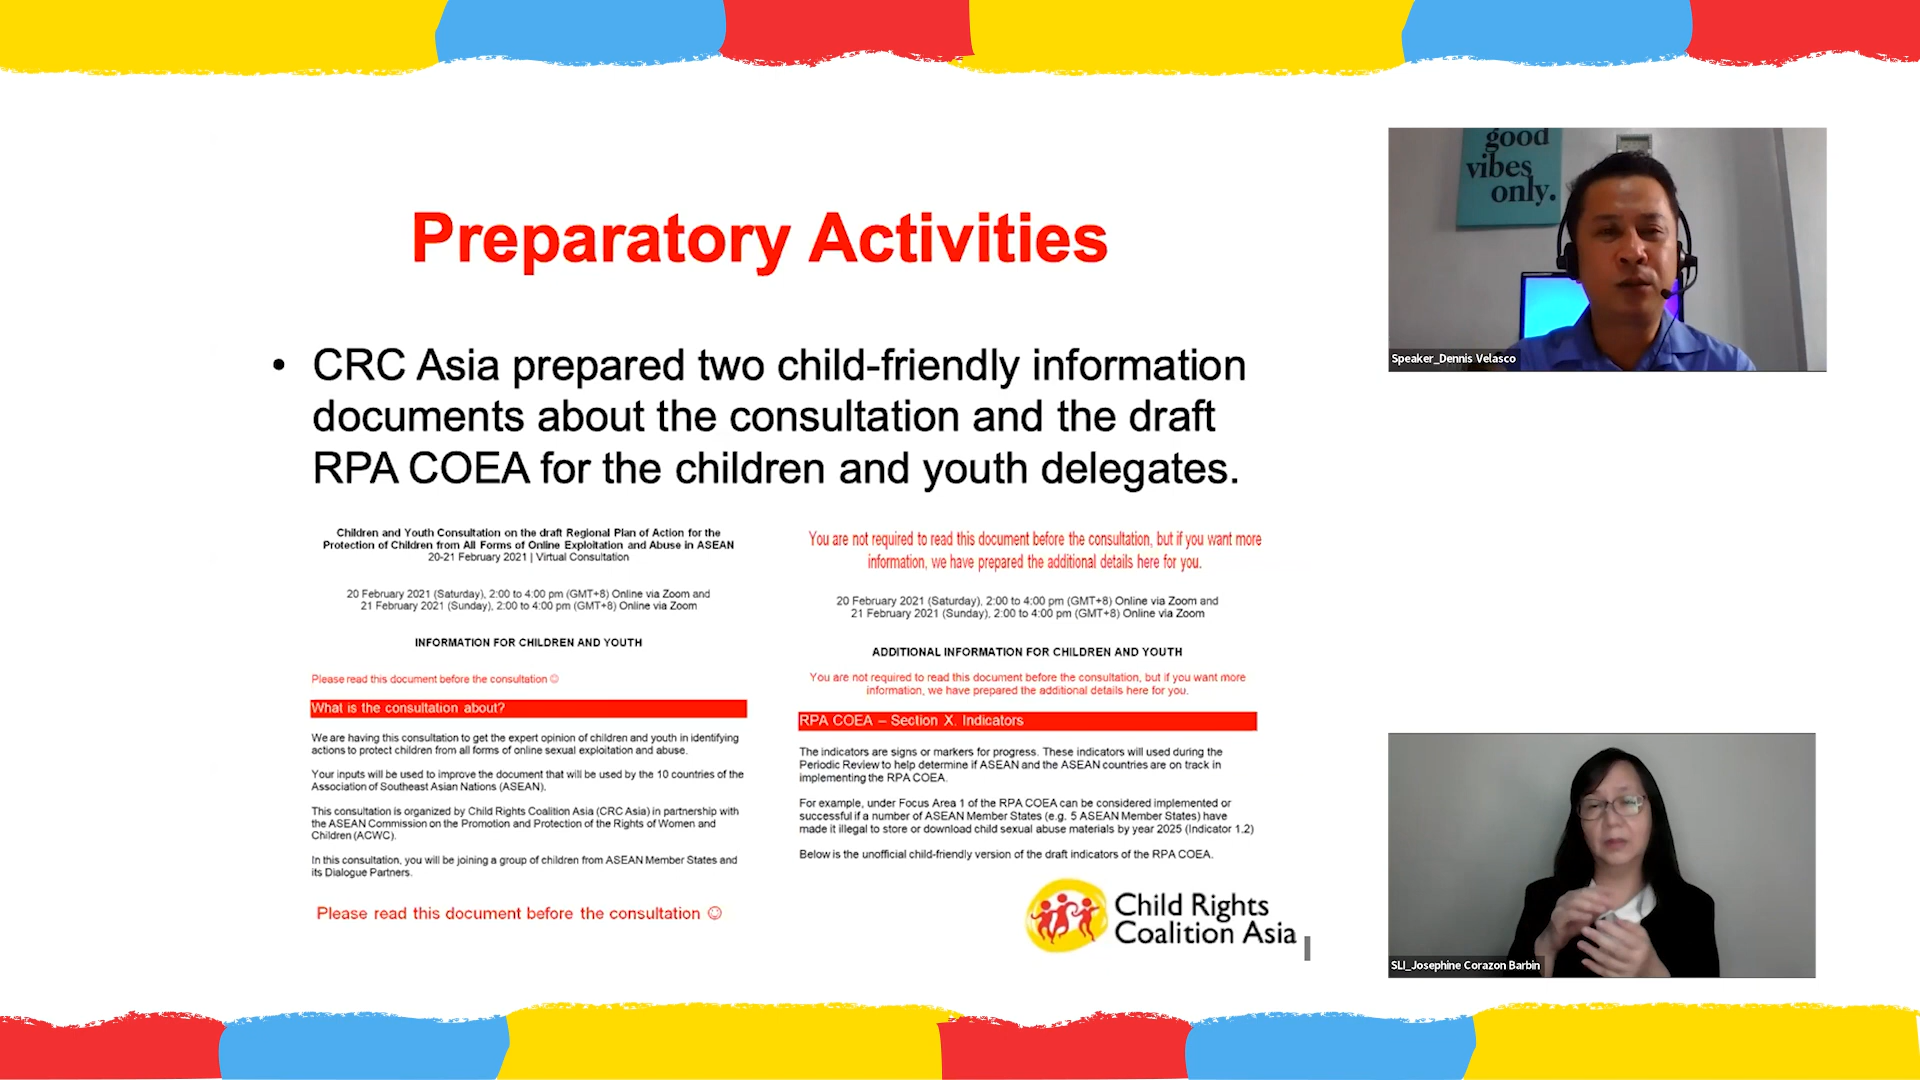 Preparatory Activities
• CRC Asia prepared two child-friendly information
documents about the consultation and the draft
RPA COEA for the children and youth delegates.
Children and Youth Consultation on the draft Regional Plan of Action for the
Protection of Children from All Forms of Online Exploitation and Abuse in ASEAN
20-21 February 2021 | Virtual Consultation
20 February 2021 (Saturday), 2:00 to 4:00 pm (GMT+8) Online via Zoom and
21 February 2021 (Sunday), 2:00 to 4:00 pm (GMT+8) Online via Zoom
INFORMATION FOR CHILDREN AND YOUTH
Please read this document before the consultation ☺
What is the consultation about?
We are having this consultation to get the expert opinion of children and youth in identifying
actions to protect children from all forms of online sexual exploitation and abuse.
Your inputs will be used to improve the document that will be used by the 10 countries of the
Association of Southeast Asian Nations (ASEAN).
This consultation is organized by Child Rights Coalition Asia (CRC Asia) in partnership with
the ASEAN Commission on the Promotion and Protection of the Rights of Women and
Children (ACWC).
In this consultation, you will be joining a group of children from ASEAN Member States and
its Dialogue Partners.
Please read this document before the consultation ☺
You are not required to read this document before the consultation, but if you want more
information, we have prepared the additional details here for you.
20 February 2021 (Saturday), 2:00 to 4:00 pm (GMT+8) Online via Zoom and
21 February 2021 (Sunday), 2:00 to 4:00 pm (GMT+8) Online via Zoom
ADDITIONAL INFORMATION FOR CHILDREN AND YOUTH
You are not required to read this document before the consultation, but if you want more
information, we have prepared the additional details here for you.
RPA COEA – Section X. Indicators
The indicators are signs or markers for progress. These indicators will used during the
Periodic Review to help determine if ASEAN and the ASEAN countries are on track in
implementing the RPA COEA.
For example, under Focus Area 1 of the RPA COEA can be considered implemented or
successful if a number of ASEAN Member States (e.g. 5 ASEAN Member States) have
made it illegal to store or download child sexual abuse materials by year 2025 (Indicator 1.2)
Below is the unofficial child-friendly version of the draft indicators of the RPA COEA.
Child Rights
Coalition Asia
good
vibes
only.
Speaker_Dennis Velasco
SLI_Josephine Corazon Barbin